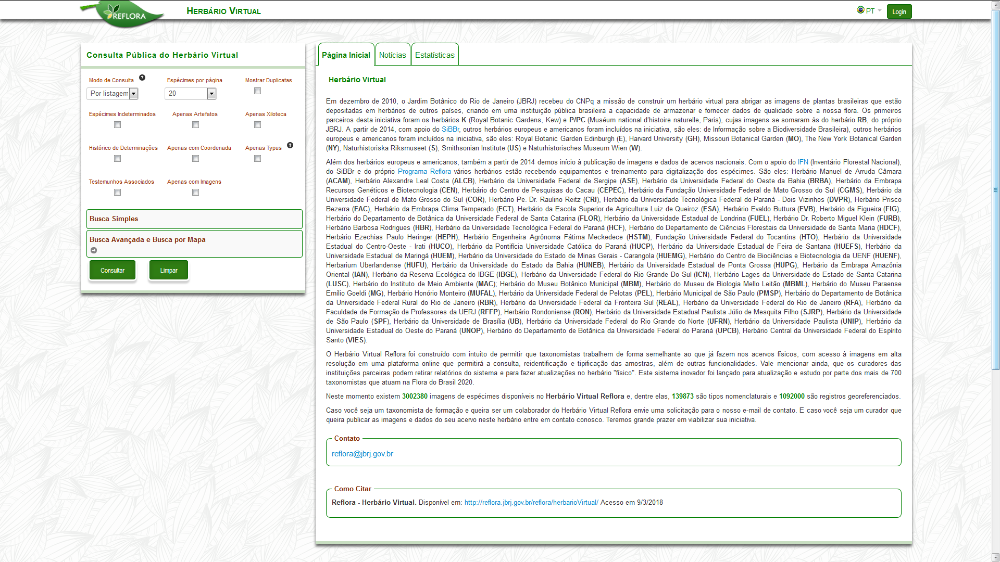 REFLORA
HERBÁRIO VIRTUAL
PT
Login
Consulta Pública do Herbário Virtual
Modo de Consulta
Espécimes por página
Mostrar Duplicatas
Por listagem
20
Espécimes Indeterminados
Apenas Artefatos
Apenas Xiloteca
Histórico de Determinações
Apenas com Coordenada
Apenas Typus
Testemunhos Associados
Apenas com Imagens
Busca Simples
Busca Avançada e Busca por Mapa
Consultar
Limpar
Página Inicial
Notícias
Estatísticas
Herbário Virtual
Em dezembro de 2010, o Jardim Botânico do Rio de Janeiro (JBRJ) recebeu do CNPq a missão de construir um herbário virtual para abrigar as imagens de plantas brasileiras que estão
depositadas em herbários de outros países, criando em uma instituição pública brasileira a capacidade de armazenar e fornecer dados de qualidade sobre a nossa flora. Os primeiros
parceiros desta iniciativa foram os herbários K (Royal Botanic Gardens, Kew) e P/PC (Muséum national d'histoire naturelle, Paris), cujas imagens se somaram às do herbário RB, do próprio
JBRJ. A partir de 2014, com apoio do SiBBr, outros herbários europeus e americanos foram incluídos na iniciativa, são eles: de Informação sobre a Biodiversidade Brasileira), outros herbários
europeus e americanos foram incluídos na iniciativa, são eles: Royal Botanic Garden Edinburgh (E), Harvard University (GH), Missouri Botanical Garden (MO), The New York Botanical Garden
(NY), Naturhistoriska Riksmuseet (S), Smithsonian Institute (US) e Naturhistorisches Museum Wien (W).
Além dos herbários europeus e americanos, também a partir de 2014 demos início à publicação de imagens e dados de acervos nacionais. Com o apoio do IFN (Inventário Florestal Nacional),
do SiBBr e do próprio Programa Reflora vários herbários estão recebendo equipamentos e treinamento para digitalização dos espécimes. São eles: Herbário Manuel de Arruda Câmara
(ACAM), Herbário Alexandre Leal Costa (ALCB), Herbário da Universidade Federal de Sergipe (ASE), Herbário da Universidade Federal do Oeste da Bahia (BRBA), Herbário da Embrapa
Recursos Genéticos e Biotecnologia (CEN), Herbário do Centro de Pesquisas do Cacau (CEPEC), Herbário da Fundação Universidade Federal de Mato Grosso do Sul (CGMS), Herbário da
Universidade Federal de Mato Grosso do Sul (COR), Herbário Pe. Dr. Raulino Reitz (CRI), Herbário da Universidade Tecnológica Federal do Paraná - Dois Vizinhos (DVPR), Herbário Prisco
Bezerra (EAC), Herbário da Embrapa Clima Temperado (ECT), Herbário da Escola Superior de Agricultura Luiz de Queiroz (ESA), Herbário Evaldo Buttura (EVB), Herbário da Figueira (FIG),
Herbário do Departamento de Botânica da Universidade Federal de Santa Catarina (FLOR), Herbário da Universidade Estadual de Londrina (FUEL), Herbário Dr. Roberto Miguel Klein (FURB),
Herbário Barbosa Rodrigues (HBR), Herbário da Universidade Tecnológica Federal do Paraná (HCF), Herbário do Departamento de Ciências Florestais da Universidade de Santa Maria (HDCF),
Herbário Ezechias Paulo Heringer (HEPH), Herbário Engenheira Agrônoma Fátima Meckedece (HSTM), Fundação Universidade Federal do Tocantins (HTO), Herbário da Universidade
Estadual do Centro-Oeste - Irati (HUCO), Herbário da Pontifícia Universidade Católica do Paraná (HUCP), Herbário da Universidade Estadual de Feira de Santana (HUEFS), Herbário da
Universidade Estadual de Maringá (HUEM), Herbário da Universidade do Estado de Minas Gerais - Carangola (HUEMG), Herbário do Centro de Biociências e Biotecnologia da UENF (HUENF),
Herbarium Uberlandense (HUFU), Herbário da Universidade do Estado da Bahia (HUNEB), Herbário da Universidade Estadual de Ponta Grossa (HUPG), Herbário da Embrapa Amazônia
Oriental (IAN), Herbário da Reserva Ecológica do IBGE (IBGE), Herbário da Universidade Federal do Rio Grande Do Sul (ICN), Herbário Lages da Universidade do Estado de Santa Catarina
(LUSC), Herbário do Instituto de Meio Ambiente (MAC); Herbário do Museu Botânico Municipal (MBM), Herbário do Museu de Biologia Mello Leitão (MBML), Herbário do Museu Paraense
Emílio Goeldi (MG), Herbário Honório Monteiro (MUFAL), Herbário da Universidade Federal de Pelotas (PEL), Herbário Municipal de São Paulo (PMSP), Herbário do Departamento de Botânica
da Universidade Federal Rural do Rio de Janeiro (RBR), Herbário da Universidade Federal da Fronteira Sul (REAL), Herbário da Universidade Federal do Rio de Janeiro (RFA), Herbário da
Faculdade de Formação de Professores da UERJ (RFFP), Herbário Rondoniense (RON), Herbário da Universidade Estadual Paulista Júlio de Mesquita Filho (SJRP), Herbário da Universidade
de São Paulo (SPF), Herbário da Universidade de Brasília (UB), Herbário da Universidade Federal do Rio Grande do Norte (UFRN), Herbário da Universidade Paulista (UNIP), Herbário da
Universidade Estadual do Oeste do Paraná (UNOP), Herbário do Departamento de Botânica da Universidade Federal do Paraná (UPCB), Herbário Central da Universidade Federal do Espírito
Santo (VIES).
O Herbário Virtual Reflora foi construído com intuito de permitir que taxonomistas trabalhem de forma semelhante ao que já fazem nos acervos físicos, com acesso à imagens em alta
resolução em uma plataforma online que permitirá a consulta, reidentificação e tipificação das amostras, além de outras funcionalidades. Vale mencionar ainda, que os curadores das
instituições parceiras podem retirar relatórios do sistema e para fazer atualizações no herbário "físico". Este sistema inovador foi lançado para atualização e estudo por parte dos mais de 700
taxonomistas que atuam na Flora do Brasil 2020.
Neste momento existem 3002380 imagens de espécimes disponíveis no Herbário Virtual Reflora e, dentre elas, 139873 são tipos nomenclaturais e 1092000 são registros georeferenciados.
Caso você seja um taxonomista de formação e queira ser um colaborador do Herbário Virtual Reflora envie uma solicitação para o nosso e-mail de contato. E caso você seja um curador que
queira publicar as imagens e dados do seu acervo neste herbário entre em contato conosco. Teremos grande prazer em viabilizar sua iniciativa.
Contato
reflora@jbrj.gov.br
Como Citar
Reflora - Herbário Virtual. Disponível em: http://reflora.jbrj.gov.br/reflora/herbarioVirtual/ Acesso em 9/3/2018